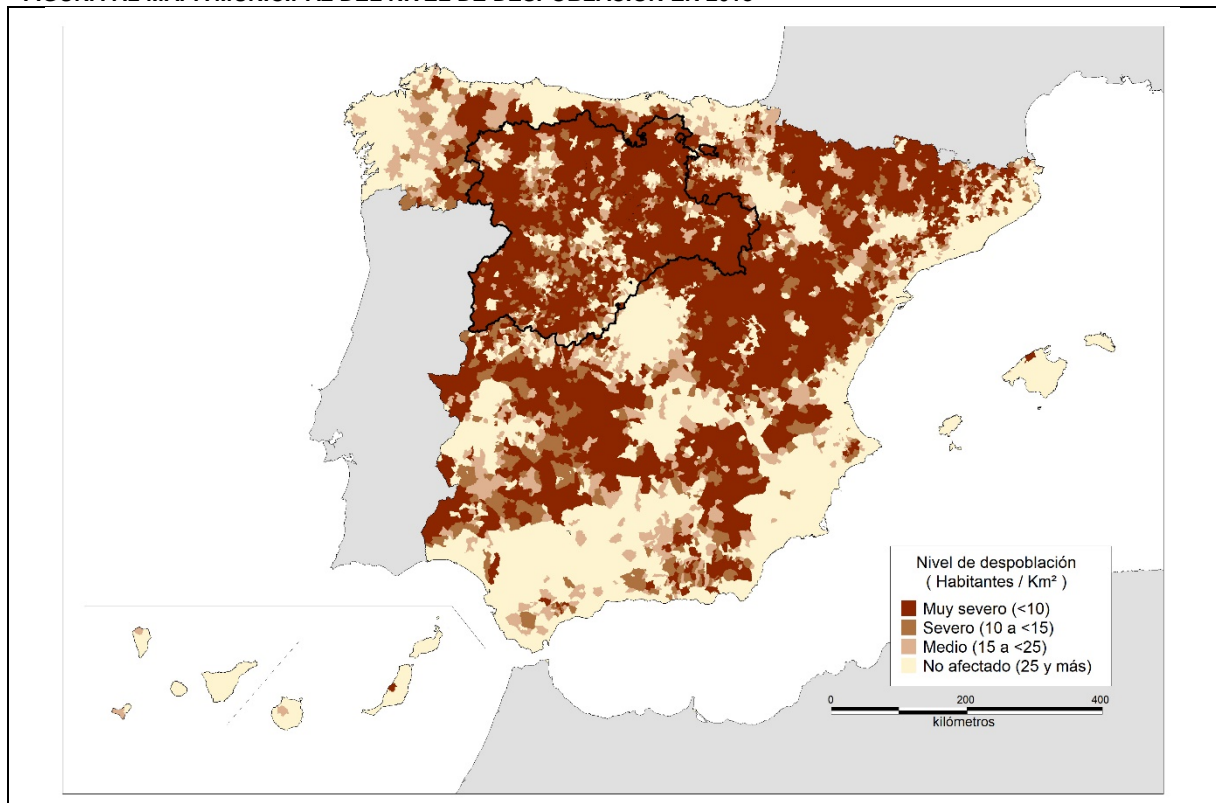 Nivel de despoblación
( Habitantes / Km² )
Muy severo (<10)
Severo (10 a <15)
Medio (15 a <25)
No afectado (25 y más)
0 200 400
kilómetros